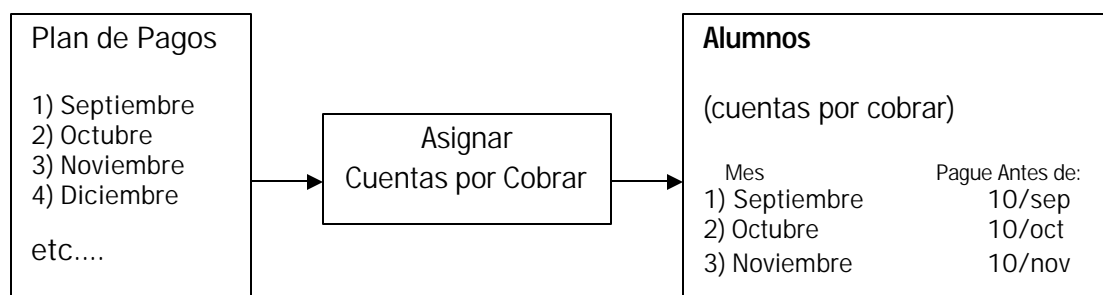 Plan de Pagos
1) Septiembre
2) Octubre
3) Noviembre
4) Diciembre
etc....
Asignar
Cuentas por Cobrar
Alumnos
(cuentas por cobrar)
Mes Pague Antes de:
1) Septiembre 10/sep
2) Octubre 10/oct
3) Noviembre 10/nov